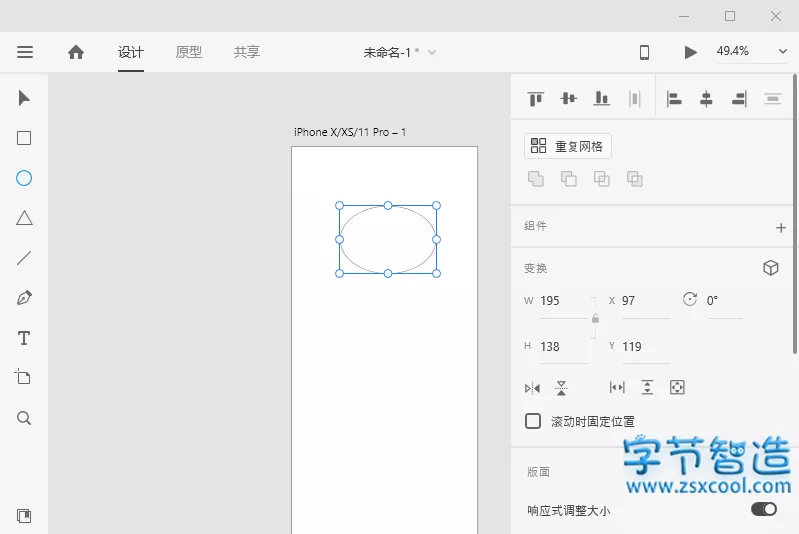 设计 原型 共享 未命名-1 * 49.4%
iPhone X/XS/11 Pro – 1
重复网格
组件
变换
W 195 X 97 0°
H 138 Y 119
滚动时固定位置
版面
响应式调整大小
字节智造
www.zsxcool.com